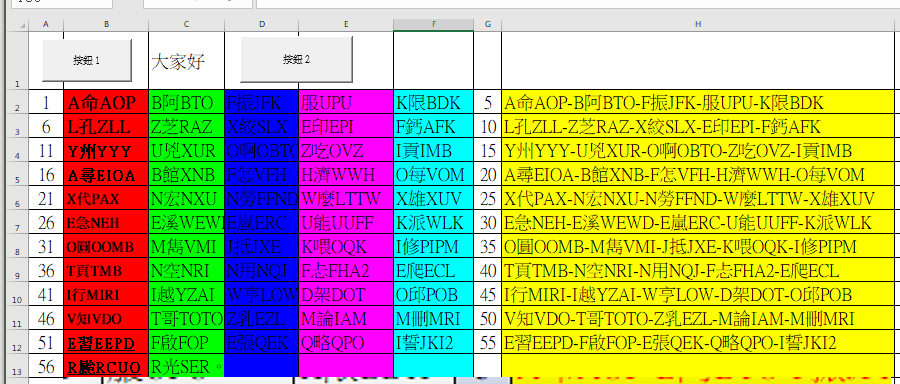 A B C D E F G H
按鈕 1 大家好 按鈕 2
1
2 1 A命AOP B阿BTO F振JFK 服UPU K限BDK 5 A命AOP-B阿BTO-F振JFK-服UPU-K限BDK
3 6 L孔ZLL Z芝RAZ X絞SLX E印EPI F鈣AFK 10 L孔ZLL-Z芝RAZ-X絞SLX-E印EPI-F鈣AFK
4 11 Y州YYY U兇XUR O啊OBTO Z吃OVZ I頁IMB 15 Y州YYY-U兇XUR-O啊OBTO-Z吃OVZ-I頁IMB
5 16 A尋EIOA B館XNB F怎VFH H濟WWH O每VOM 20 A尋EIOA-B館XNB-F怎VFH-H濟WWH-O每VOM
6 21 X代PAX N宏NXU N勞FFND W麼LTTW X雄XUV 25 X代PAX-N宏NXU-N勞FFND-W麼LTTW-X雄XUV
7 26 E急NEH E溪WEWD E嵐ERC U能UUFF K派WLK 30 E急NEH-E溪WEWD-E嵐ERC-U能UUFF-K派WLK
8 31 O圓OOMB M雋VMI J抵JXE K喂OQK I修PIPM 35 O圓OOMB-M雋VMI-J抵JXE-K喂OQK-I修PIPM
9 36 T頁TMB N空NRI N用NQJ F忐FHA2 E爬ECL 40 T頁TMB-N空NRI-N用NQJ-F忐FHA2-E爬ECL
10 41 I行MIRI I越YZAI W亨LOW D架DOT O邱POB 45 I行MIRI-I越YZAI-W亨LOW-D架DOT-O邱POB
11 46 V知VDO T哥TOTO Z乳EZL M論IAM M刪MRI 50 V知VDO-T哥TOTO-Z乳EZL-M論IAM-M刪MRI
12 51 E習EEPD F啟FOP E張QEK Q略QPO I誓JKI2 55 E習EEPD-F啟FOP-E張QEK-Q略QPO-I誓JKI2
13 56 R光SER。